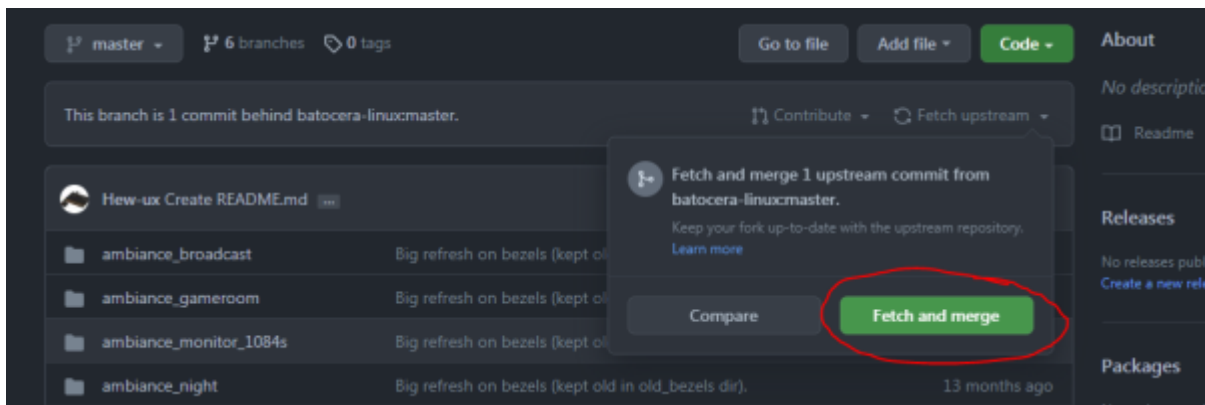 master
6 branches
0 tags
Go to file
Add file
Code
About
No descriptio
This branch is 1 commit behind batocera-linux:master.
Contribute
Fetch upstream
Readme
Fetch and merge 1 upstream commit from
batocera-linux:master.
Keep your fork up-to-date with the upstream repository.
Learn more
Hew-ux Create README.md ...
Releases
No releases publ
Create a new rele
ambiance_broadcast Big refresh on bezels (kept ol
ambiance_gameroom Big refresh on bezels (kept ol
Compare
Fetch and merge
ambiance_monitor_1084s Big refresh on bezels (kept ol
Packages
ambiance_night Big refresh on bezels (kept old in old_bezels dir). 13 months ago